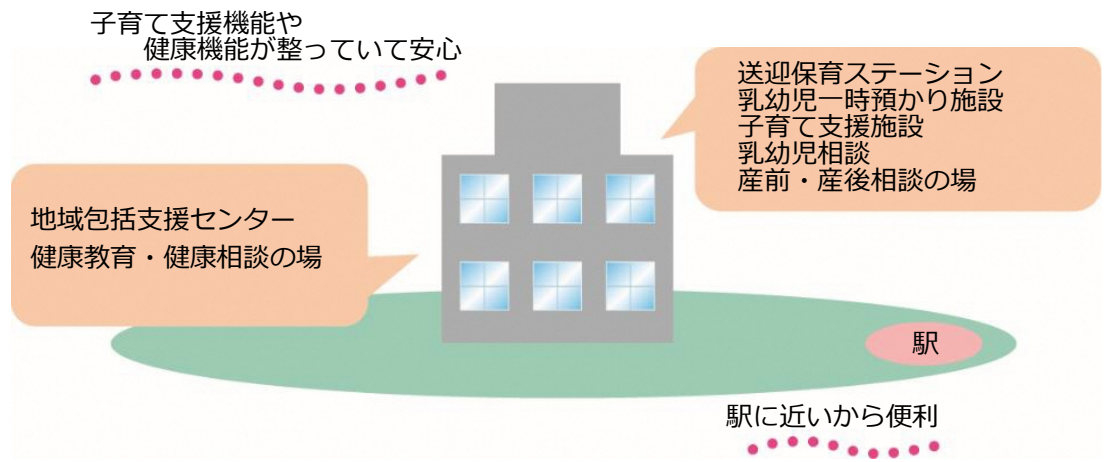 子育て支援機能や
健康機能が整っていて安心
送迎保育ステーション
乳幼児一時預かり施設
子育て支援施設
乳幼児相談
産前・産後相談の場
地域包括支援センター
健康教育・健康相談の場
駅
駅に近いから便利